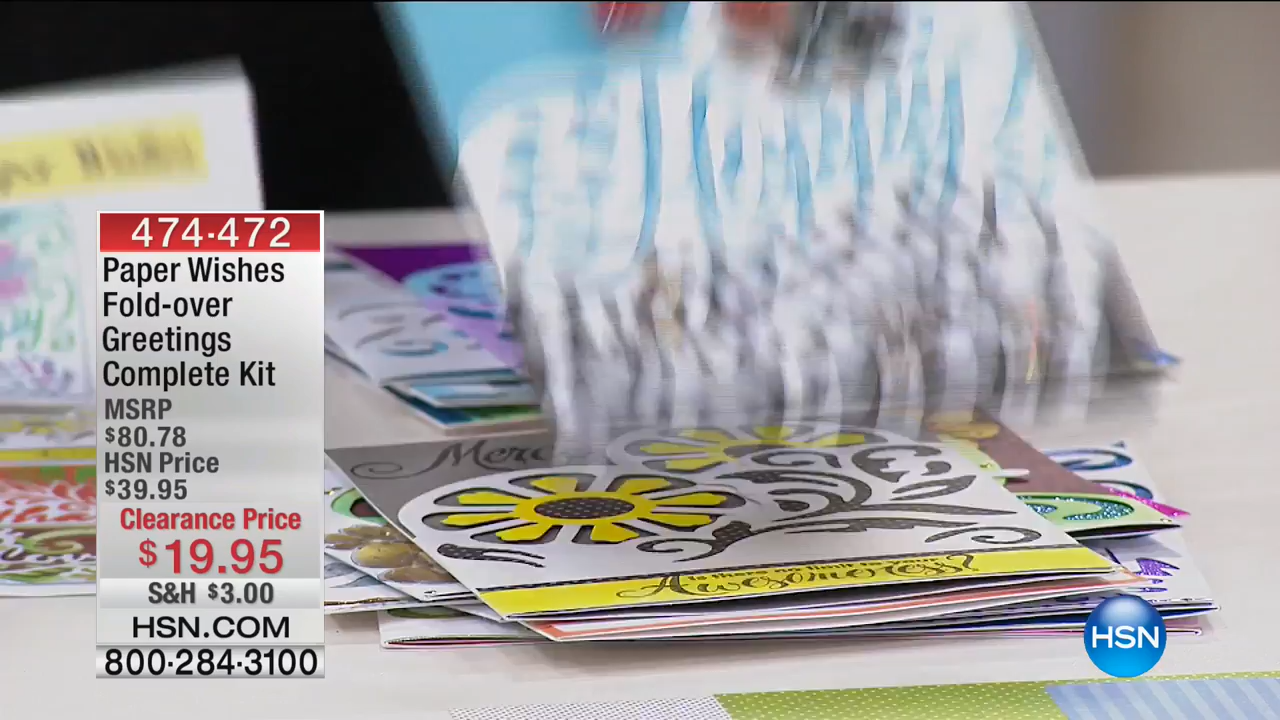 474-472
Paper Wishes
Fold-over
Greetings
Complete Kit
MSRP
$80.78
HSN Price
$39.95
Clearance Price
$19.95
S&H $3.00
HSN.COM
800-284-3100
HSN
Awesomeness?